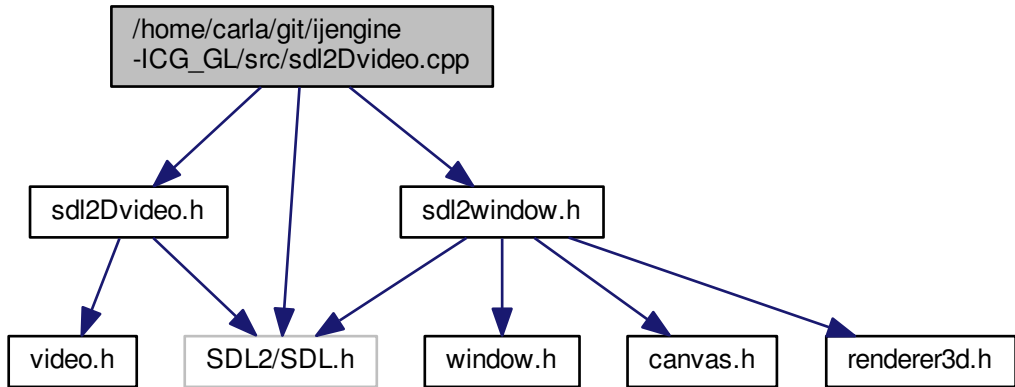 /home/carla/git/ijengine
-ICG_GL/src/sdl2Dvideo.cpp
sdl2Dvideo.h
sdl2window.h
video.h
SDL2/SDL.h
window.h
canvas.h
renderer3d.h